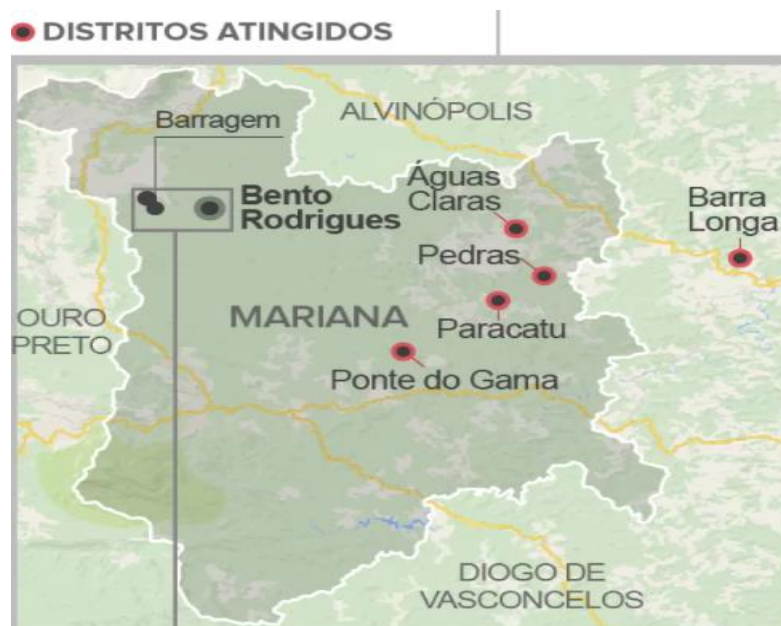 DISTRITOS ATINGIDOS
ALVINÓPOLIS
Barragem
Bento
Rodrigues
Águas
Claras
Barra
Longa
Pedras
OURO
PRETO
MARIANA
Paracatu
Ponte do Gama
DIOGO DE
VASCONCELOS